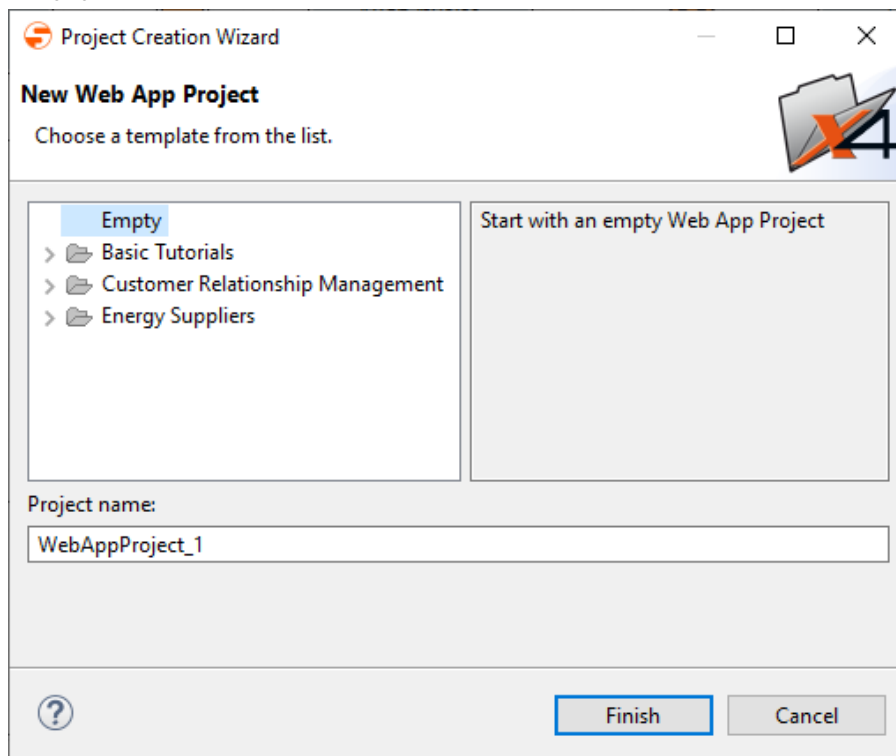 Project Creation Wizard
New Web App Project
Choose a template from the list.
X4
Empty
Basic Tutorials
Customer Relationship Management
Energy Suppliers
Start with an empty Web App Project
Project name:
WebAppProject_1
?
Finish
Cancel